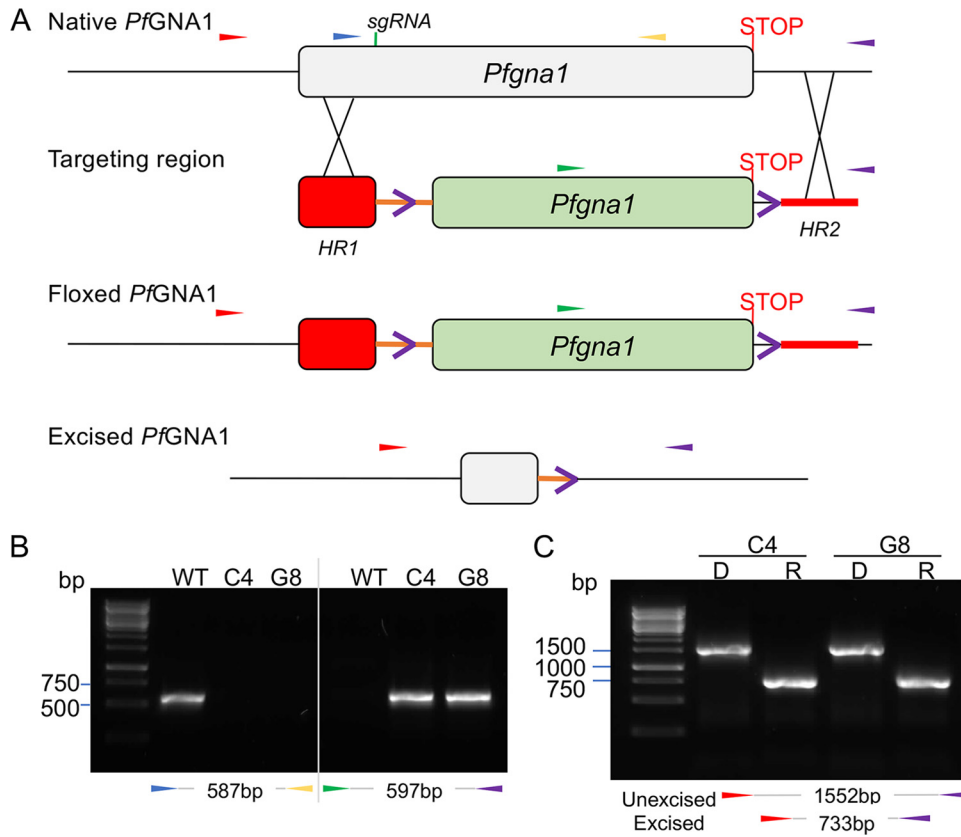 A
Native PfGNA1
sgRNA
STOP
Pfgna1
Targeting region
STOP
Pfgna1
HR1
HR2
Floxed PfGNA1
STOP
Pfgna1
Excised PfGNA1
B
bp
WT C4 G8
WT C4 G8
750
500
587bp
597bp
C
C4 G8
bp
D R D R
1500
1000
750
Unexcised
1552bp
Excised
733bp